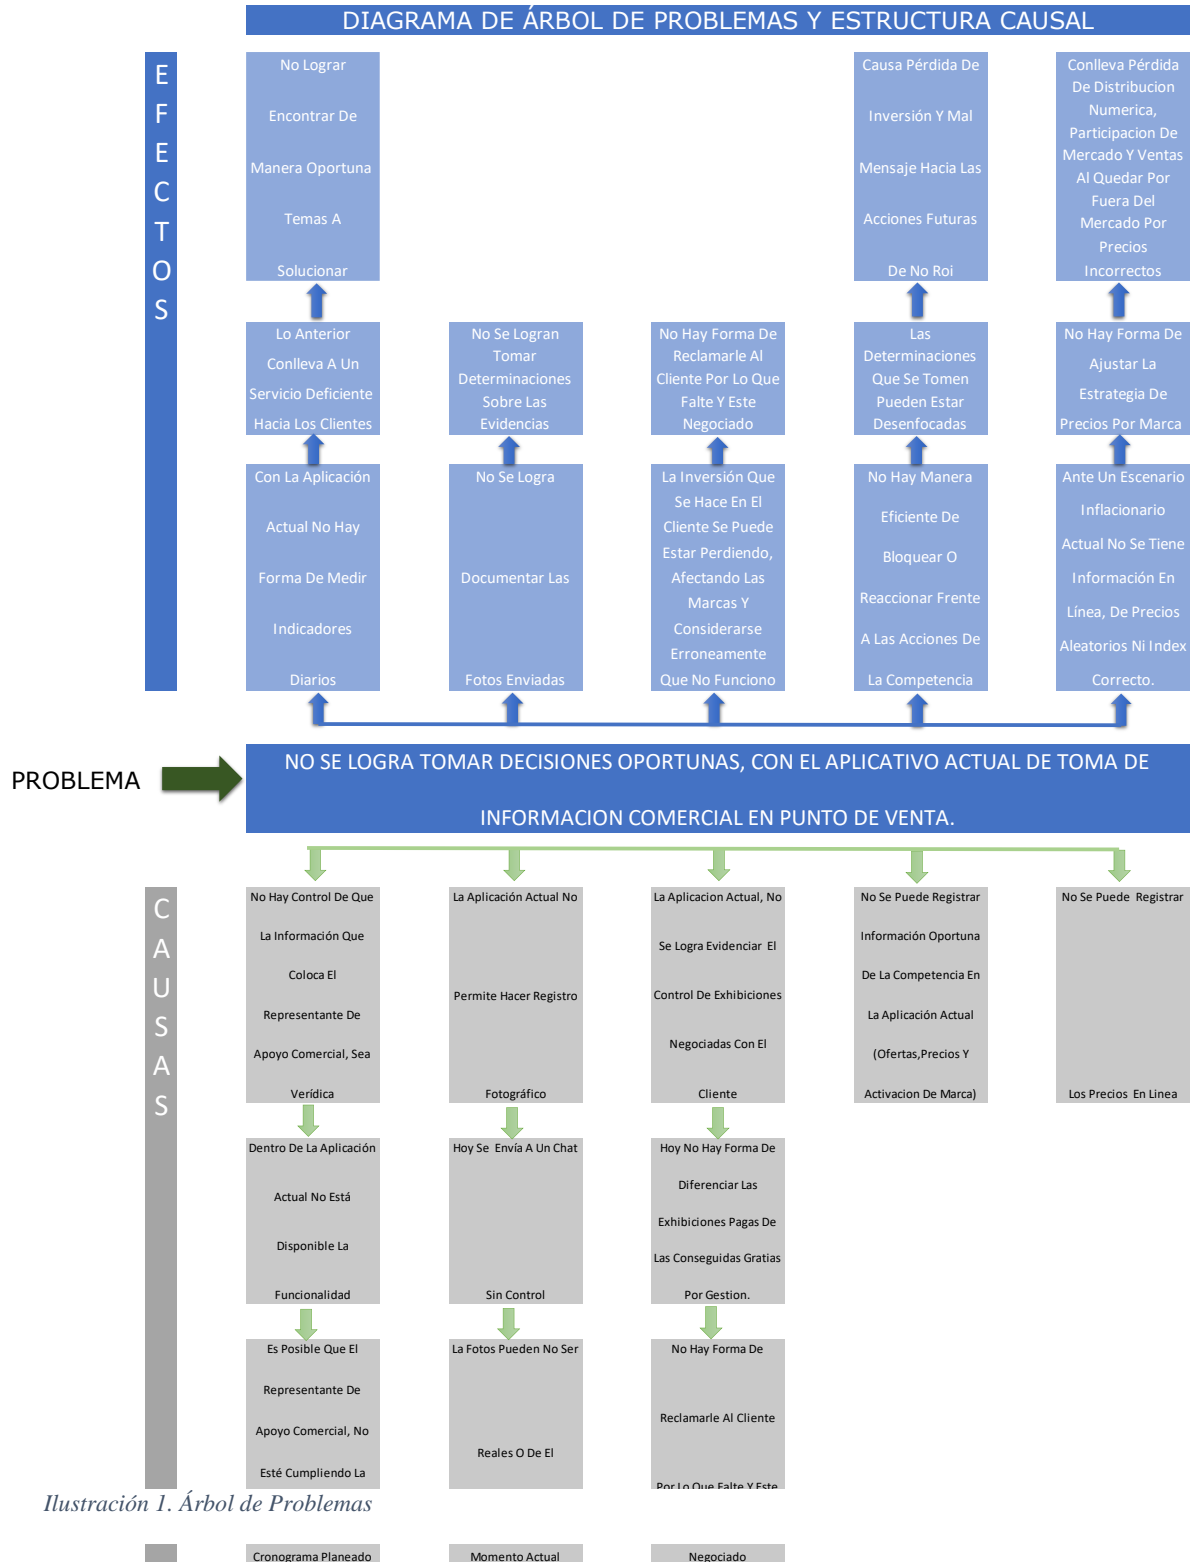 DIAGRAMA DE ÁRBOL DE PROBLEMAS Y ESTRUCTURA CAUSAL
E
F
E
C
T
O
S
No Lograr
Encontrar De
Manera Oportuna
Temas A
Solucionar
Causa Pérdida De
Inversión Y Mal
Mensaje Hacia Las
Acciones Futuras
De No Roi
Conlleva Pérdida
De Distribucion
Numerica,
Participacion De
Mercado Y Ventas
Al Quedar Por
Fuera Del
Mercado Por
Precios
Incorrectos
Lo Anterior
Conlleva A Un
Servicio Deficiente
Hacia Los Clientes
No Se Logran
Tomar
Determinaciones
Sobre Las
Evidencias
No Hay Forma De
Reclamarle Al
Cliente Por Lo Que
Falte Y Este
Negociado
Las
Determinaciones
Que Se Tomen
Pueden Estar
Desenfocadas
No Hay Forma De
Ajustar La
Estrategia De
Precios Por Marca
Con La Aplicación
Actual No Hay
Forma De Medir
Indicadores
Diarios
No Se Logra
Documentar Las
Fotos Enviadas
La Inversión Que
Se Hace En El
Cliente Se Puede
Estar Perdiendo,
Afectando Las
Marcas Y
Considerarse
Erroneamente
Que No Funciono
No Hay Manera
Eficiente De
Bloquear O
Reaccionar Frente
A Las Acciones De
La Competencia
Ante Un Escenario
Inflacionario
Actual No Se Tiene
Información En
Línea, De Precios
Aleatorios Ni Index
Correcto.
PROBLEMA
NO SE LOGRA TOMAR DECISIONES OPORTUNAS, CON EL APLICATIVO ACTUAL DE TOMA DE
INFORMACION COMERCIAL EN PUNTO DE VENTA.
C
A
U
S
A
S
No Hay Control De Que
La Información Que
Coloca El
Representante De
Apoyo Comercial, Sea
Verídica
La Aplicación Actual No
Permite Hacer Registro
Fotográfico
La Aplicacion Actual, No
Se Logra Evidenciar El
Control De Exhibiciones
Negociadas Con El
Cliente
No Se Puede Registrar
Información Oportuna
De La Competencia En
La Aplicación Actual
(Ofertas,Precios Y
Activacion De Marca)
No Se Puede Registrar
Los Precios En Linea
Dentro De La Aplicación
Actual No Está
Disponible La
Funcionalidad
Hoy Se Envía A Un Chat
Sin Control
Hoy No Hay Forma De
Diferenciar Las
Exhibiciones Pagas De
Las Conseguidas Gratias
Por Gestion.
Es Posible Que El
Representante De
Apoyo Comercial, No
Esté Cumpliendo La
La Fotos Pueden No Ser
Reales O De El
No Hay Forma De
Reclamarle Al Cliente
Por Lo Que Falte Y Este
Ilustración 1. Árbol de Problemas
Cronograma Planeado
Momento Actual
Negociado